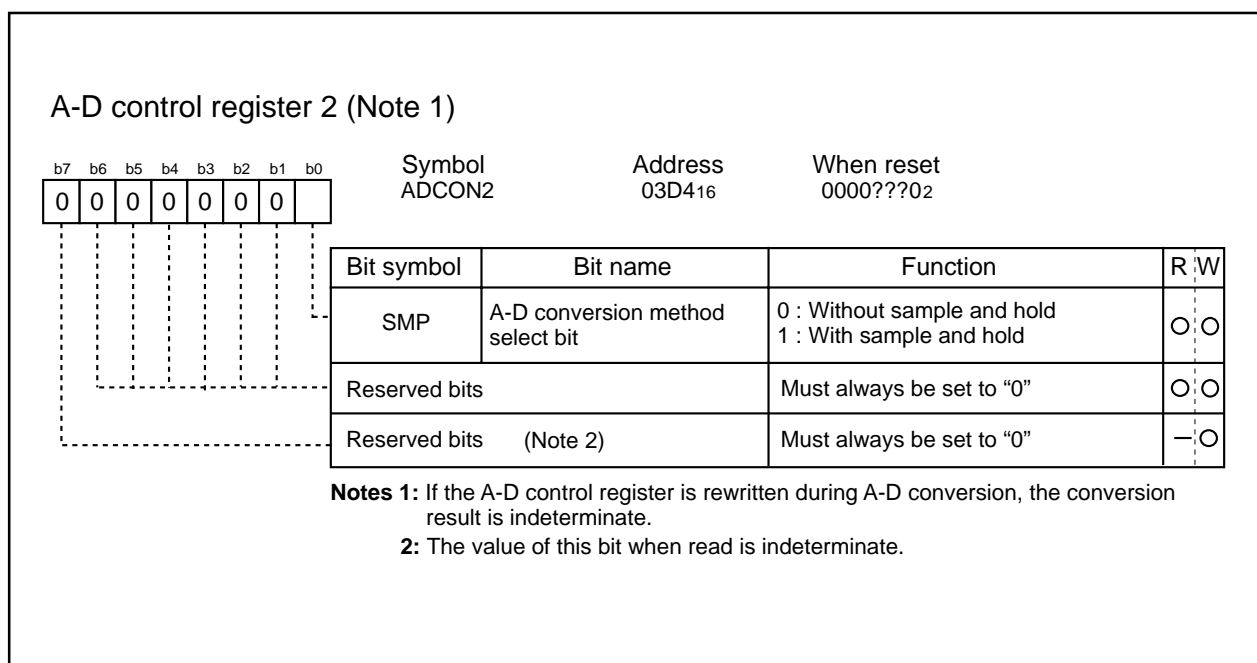 A-D control register 2 (Note 1)
b7 b6 b5 b4 b3 b2 b1 b0
0 0 0 0 0 0 0
Symbol Address When reset
ADCON2 03D416 0000???02
Bit symbol Bit name Function R W
SMP A-D conversion method select bit 0 : Without sample and hold
1 : With sample and hold
Reserved bits Must always be set to “0”
Reserved bits (Note 2) Must always be set to “0” –
Notes 1: If the A-D control register is rewritten during A-D conversion, the conversion
result is indeterminate.
2: The value of this bit when read is indeterminate.